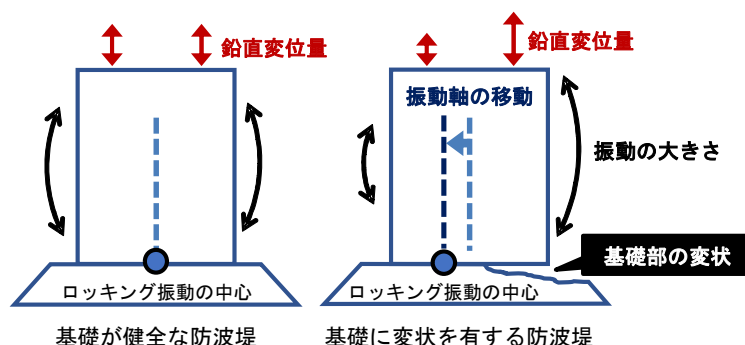 鉛直変位量
ロッキング振動の中心
基礎が健全な防波堤
鉛直変位量
振動軸の移動
振動の大きさ
基礎部の変状
ロッキング振動の中心
基礎に変状を有する防波堤